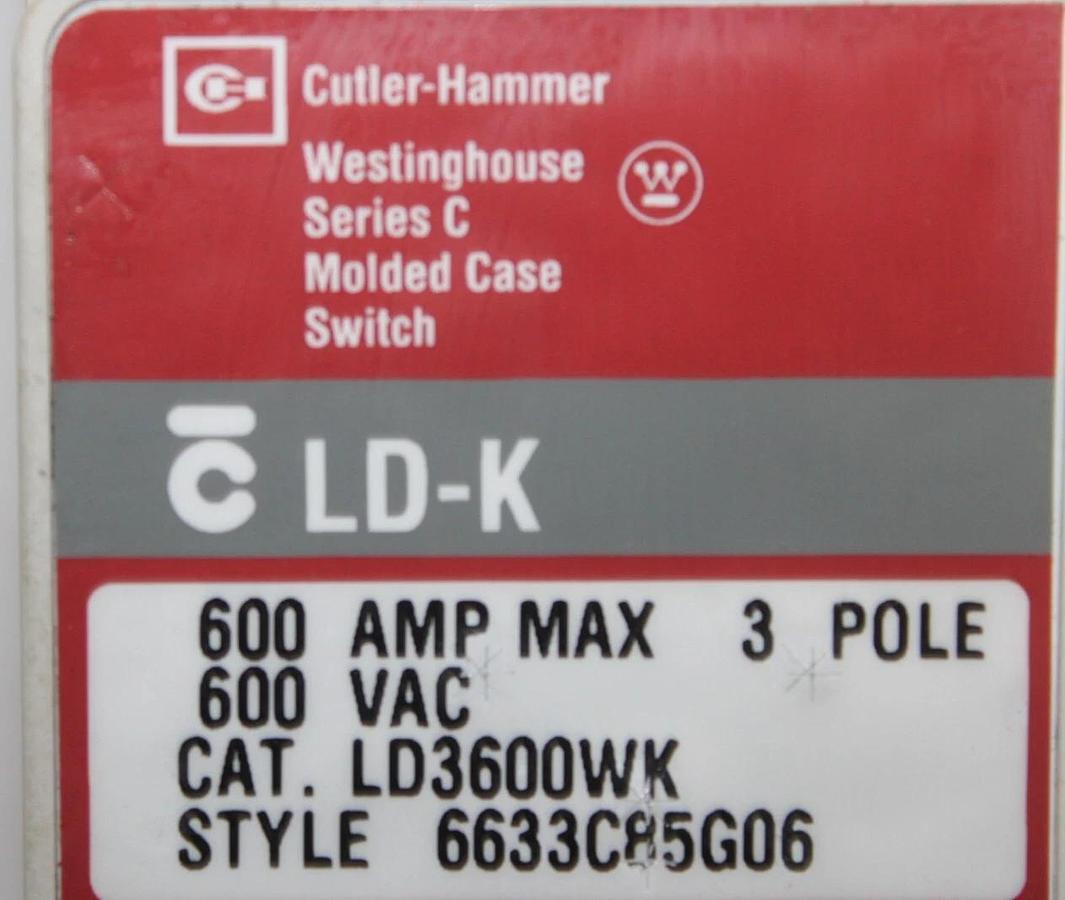 Cutler-Hammer
Westinghouse
W
Series C
Molded Case
Switch
C LD-K
600 AMP MAX 3 POLE
600 VAC
CAT. LD3600WK
STYLE 6633C85G06